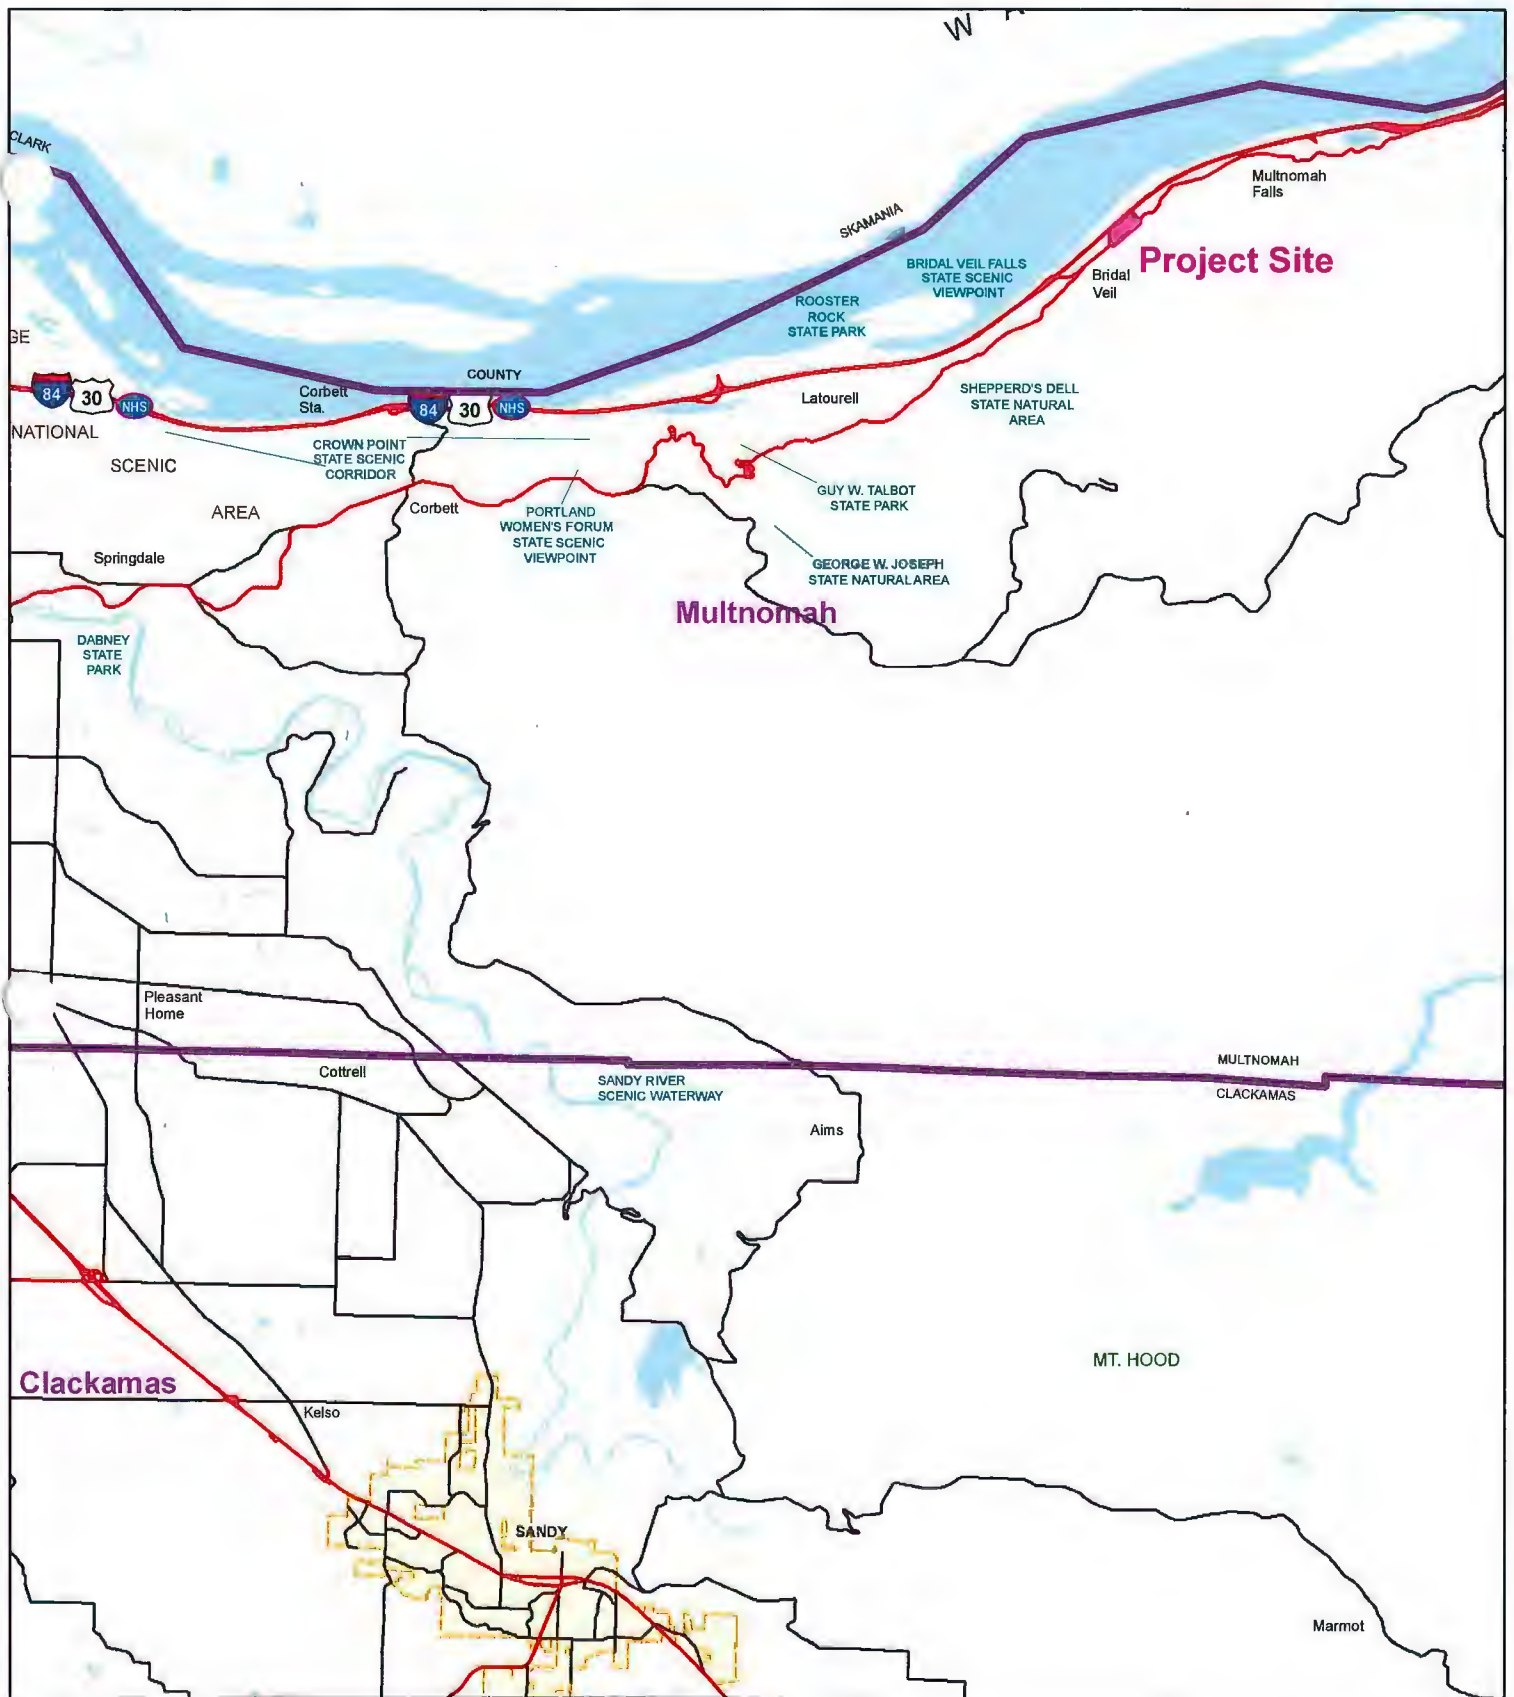 W A
CLARK
Multnomah
Falls
SKAMANIA
Project Site
BRIDAL VEIL FALLS
STATE SCENIC
VIEWPOINT
Bridal
Veil
ROOSTER
ROCK
STATE PARK
GE
COUNTY
84
30
NHS
Corbett
Sta.
84
30
NHS
Latourell
SHEPPERD'S DELL
STATE NATURAL
AREA
NATIONAL
CROWN POINT
STATE SCENIC
CORRIDOR
SCENIC
GUY W. TALBOT
STATE PARK
AREA
Corbett
PORTLAND
WOMEN'S FORUM
STATE SCENIC
VIEWPOINT
Springdale
GEORGE W. JOSEPH
STATE NATURAL AREA
Multnomah
DABNEY
STATE
PARK
Pleasant
Home
MULTNOMAH
Cottrell
SANDY RIVER
SCENIC WATERWAY
CLACKAMAS
Aims
MT. HOOD
Clackamas
Kelso
SANDY
Marmot